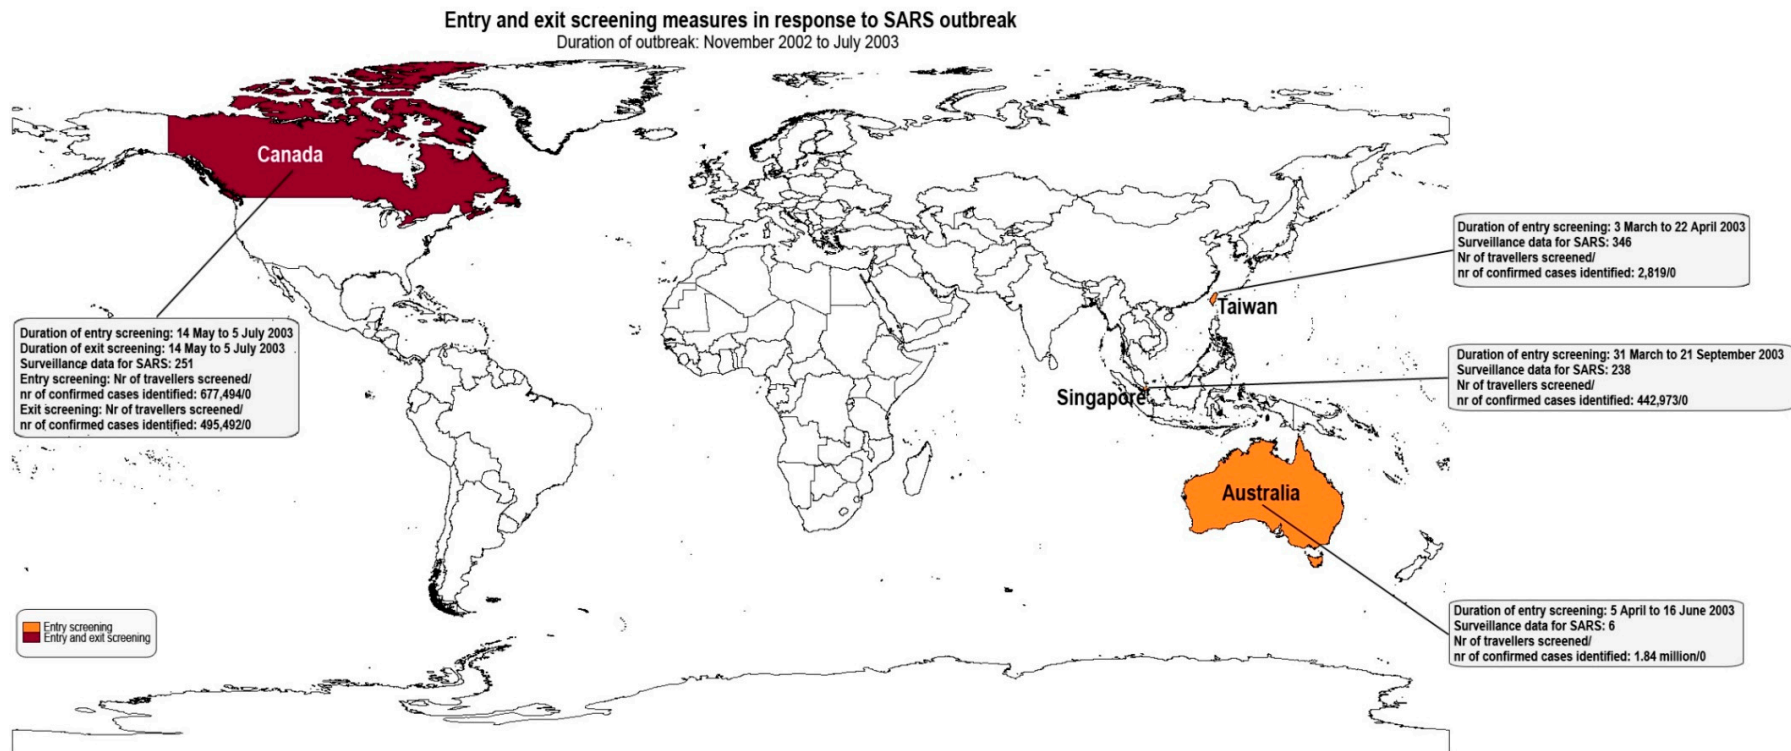 Entry and exit screening measures in response to SARS outbreak
Duration of outbreak: November 2002 to July 2003
Canada
Duration of entry screening: 14 May to 5 July 2003
Duration of exit screening: 14 May to 5 July 2003
Surveillance data for SARS: 251
Entry screening: Nr of travellers screened/
nr of confirmed cases identified: 677,494/0
Exit screening: Nr of travellers screened/
nr of confirmed cases identified: 495,492/0
Duration of entry screening: 3 March to 22 April 2003
Surveillance data for SARS: 346
Nr of travellers screened/
nr of confirmed cases identified: 2,819/0
Taiwan
Duration of entry screening: 31 March to 21 September 2003
Surveillance data for SARS: 238
Nr of travellers screened/
nr of confirmed cases identified: 442,973/0
Singapore
Australia
Duration of entry screening: 5 April to 16 June 2003
Surveillance data for SARS: 6
Nr of travellers screened/
nr of confirmed cases identified: 1.84 million/0
Entry screening
Entry and exit screening